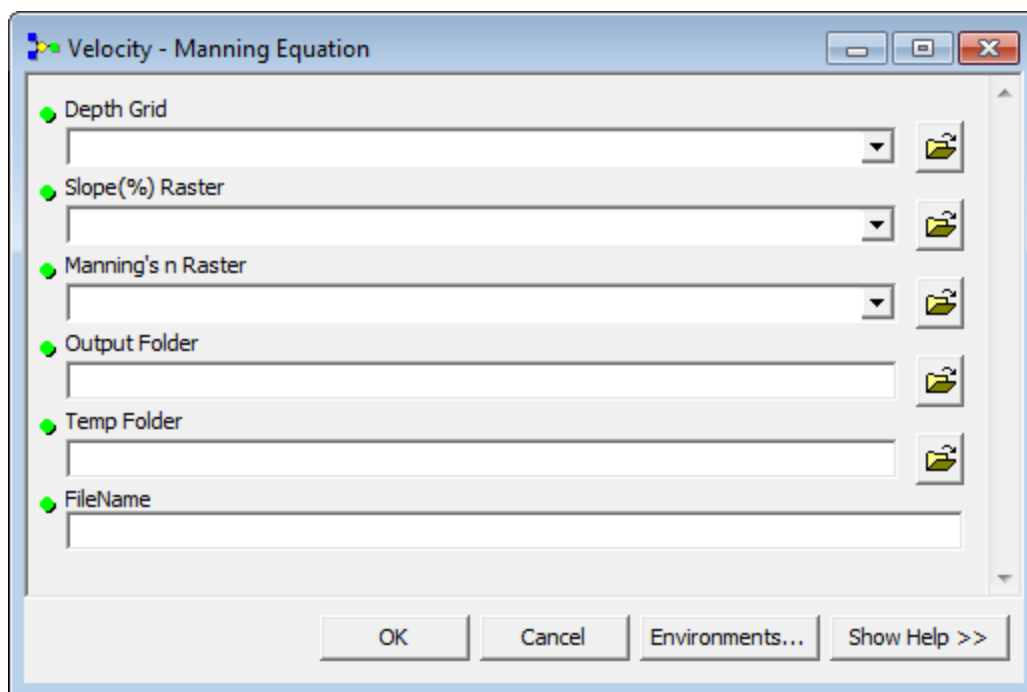 Velocity - Manning Equation
Depth Grid
Slope(%) Raster
Manning's n Raster
Output Folder
Temp Folder
FileName
OK Cancel Environments... Show Help >>